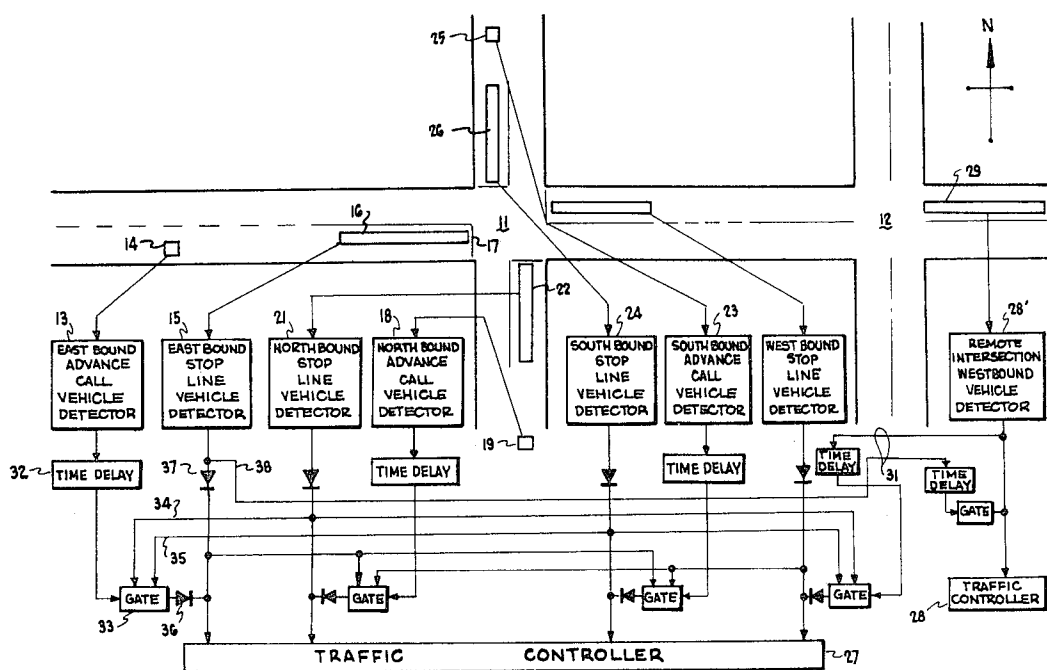 25
N
26
29
16
11
12
14
17
22
13
15
21
18
24
23
28'
EAST BOUND
ADVANCE
CALL
VEHICLE
DETECTOR
EAST BOUND
STOP
LINE
VEHICLE
DETECTOR
NORTH BOUND
STOP
LINE
VEHICLE
DETECTOR
NORTH BOUND
ADVANCE
CALL
VEHICLE
DETECTOR
SOUTH BOUND
STOP
LINE
VEHICLE
DETECTOR
SOUTH BOUND
ADVANCE
CALL
VEHICLE
DETECTOR
WEST BOUND
STOP
LINE
VEHICLE
DETECTOR
REMOTE
INTERSECTION
WESTBOUND
VEHICLE
DETECTOR
19
32
TIME DELAY
37
38
TIME DELAY
TIME DELAY
TIME
DELAY
31
TIME
DELAY
34
GATE
35
GATE
33
36
GATE
GATE
GATE
TRAFFIC
CONTROLLER
28
TRAFFIC CONTROLLER
27